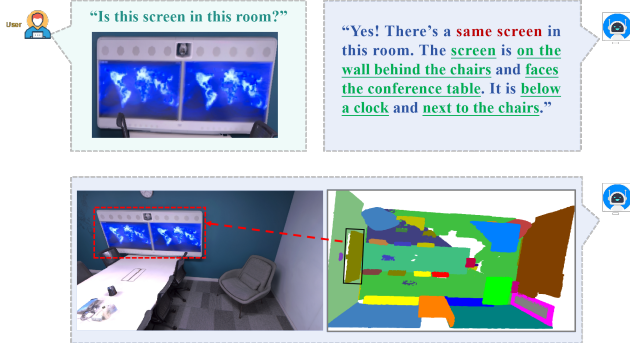 User
“Is this screen in this room?”
“Yes! There’s a same screen in
this room. The screen is on the
wall behind the chairs and faces
the conference table. It is below
a clock and next to the chairs.”